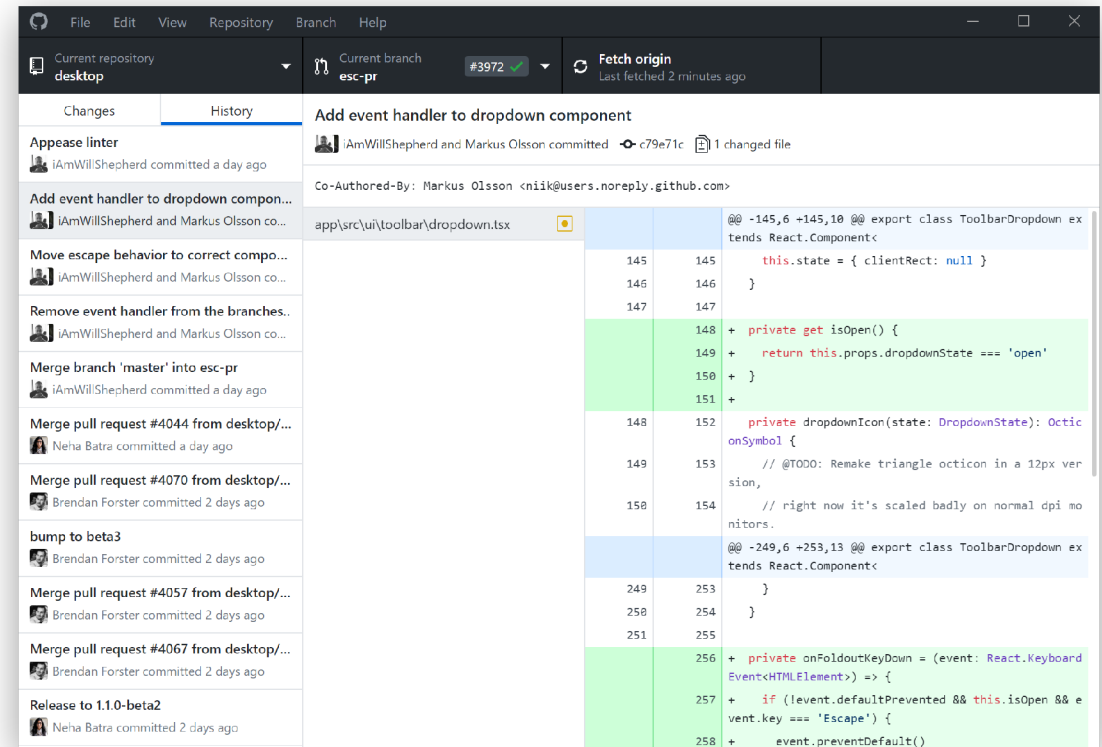 File Edit View Repository Branch Help
Current repository
desktop
Current branch
esc-pr
#3972
Fetch origin
Last fetched 2 minutes ago
Changes History
Appease linter
iAmWillShepherd committed a day ago
Add event handler to dropdown compon...
iAmWillShepherd and Markus Olsson co...
Move escape behavior to correct compo...
iAmWillShepherd and Markus Olsson co...
Remove event handler from the branches..
iAmWillShepherd and Markus Olsson co...
Merge branch 'master' into esc-pr
iAmWillShepherd committed a day ago
Merge pull request #4044 from desktop/...
Neha Batra committed a day ago
Merge pull request #4070 from desktop/...
Brendan Forster committed 2 days ago
bump to beta3
Brendan Forster committed 2 days ago
Merge pull request #4057 from desktop/...
Brendan Forster committed 2 days ago
Merge pull request #4067 from desktop/...
Brendan Forster committed 2 days ago
Release to 1.1.0-beta2
Neha Batra committed 2 days ago
Add event handler to dropdown component
iAmWillShepherd and Markus Olsson committed c79e71c 1 changed file
Co-Authored-By: Markus Olsson <niik@users.noreply.github.com>
app\src\ui\toolbar\dropdown.tsx
@@ -145,6 +145,10 @@ export class ToolbarDropdown ex
tends React.Component<
145 145 this.state = { clientRect: null }
146 146 }
147 147
148 + private get isOpen() {
149 + return this.props.dropdownState === 'open'
150 + }
151 +
148 152 private dropdownIcon(state: DropdownState): Octic
onSymbol {
149 153 // @TODO: Remake triangle octicon in a 12px ver
sion,
150 154 // right now it's scaled badly on normal dpi mo
nitors.
@@ -249,6 +253,13 @@ export class ToolbarDropdown ex
tends React.Component<
249 253 }
250 254 }
251 255
256 + private onFoldoutKeyDown = (event: React.Keyboard
Event<HTMLElement>) => {
257 + if (!event.defaultPrevented && this.isOpen && e
vent.key === 'Escape') {
258 + event.preventDefault()